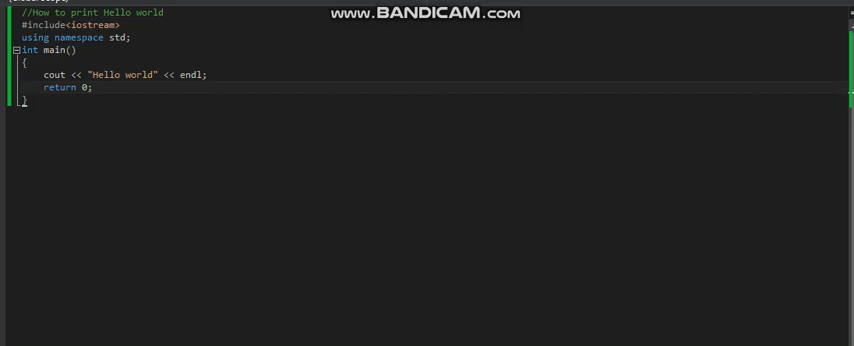 www.BANDICAM.com
//How to print Hello world
#include<iostream>
using namespace std;
int main()
{
cout << "Hello world" << endl;
return 0;
}